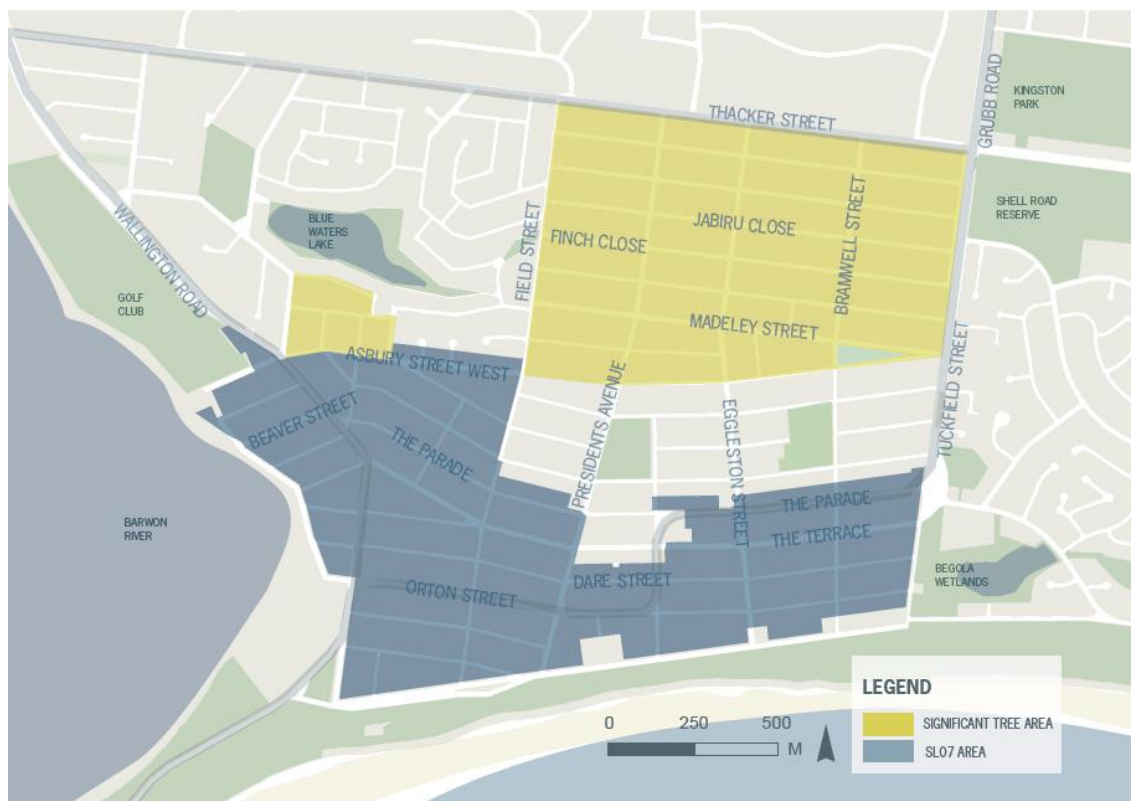 THACKER STREET
GRUBB ROAD
KINGSTON
PARK
SHELL ROAD
RESERVE
WALLINGTON ROAD
BLUE
WATERS
LAKE
FIELD STREET
FINCH CLOSE
JABIRU CLOSE
BRAMWELL STREET
GOLF
CLUB
MADELEY STREET
ASBURY STREET WEST
BEAVER STREET
THE PARADE
PRESIDENTS AVENUE
EGGLESTON STREET
TUCKFIELD STREET
BARWON
RIVER
THE PARADE
THE TERRACE
ORTON STREET
DARE STREET
BEGOLA
WETLANDS
LEGEND
SIGNIFICANT TREE AREA
SLO7 AREA
0 250 500
M